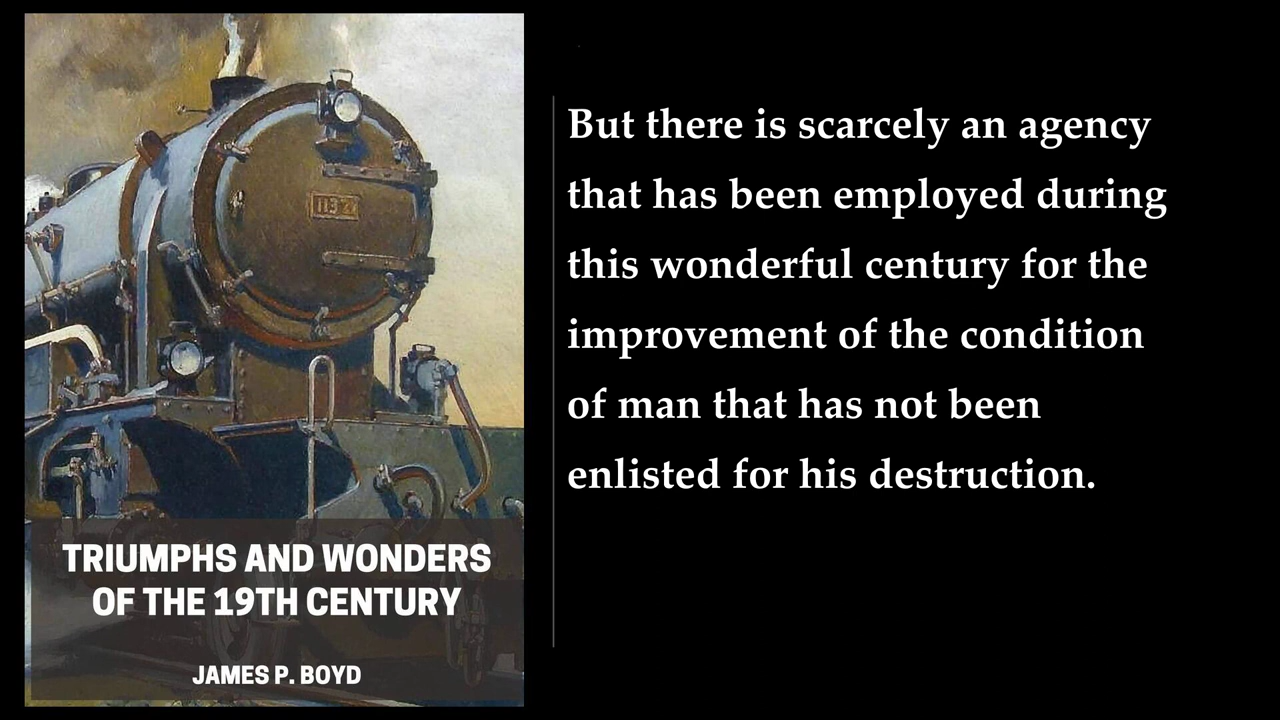 But there is scarcely an agency
that has been employed during
this wonderful century for the
improvement of the condition
of man that has not been
enlisted for his destruction.
TRIUMPHS AND WONDERS
OF THE 19TH CENTURY
JAMES P. BOYD